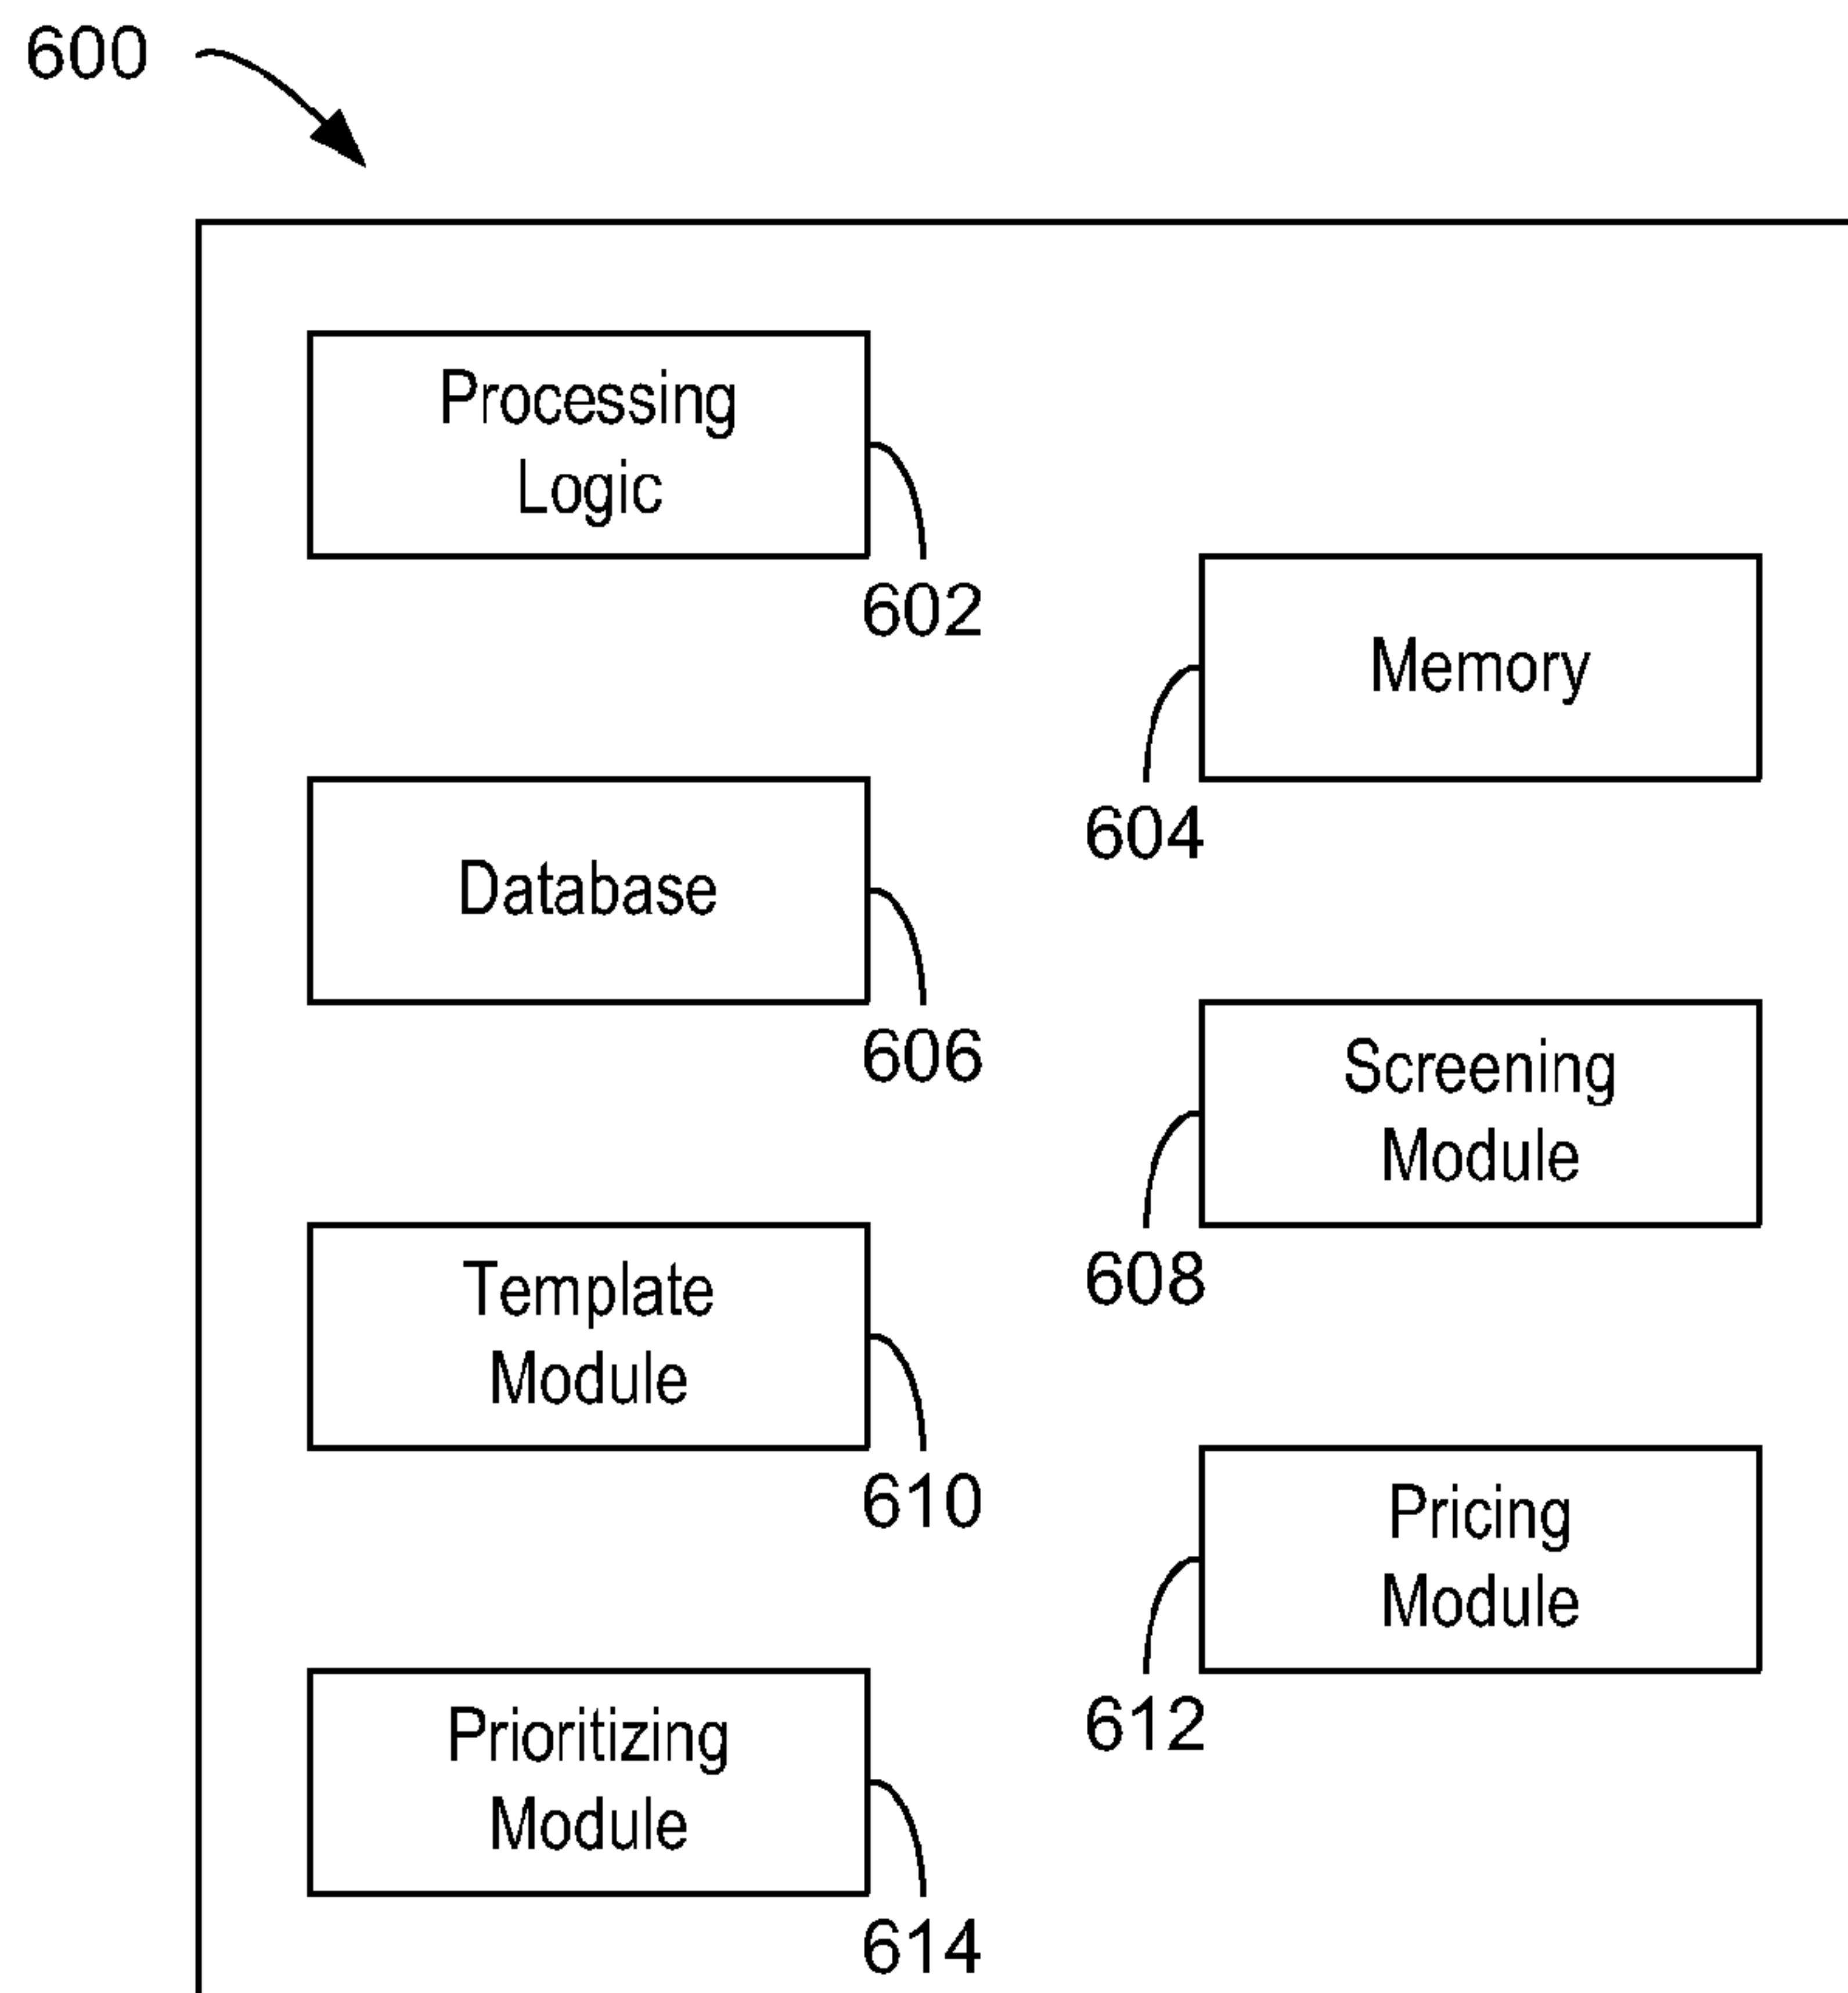 600
Processing
Logic
602
Memory
604
Database
606
Screening
Module
608
Template
Module
610
Pricing
Module
612
Prioritizing
Module
614